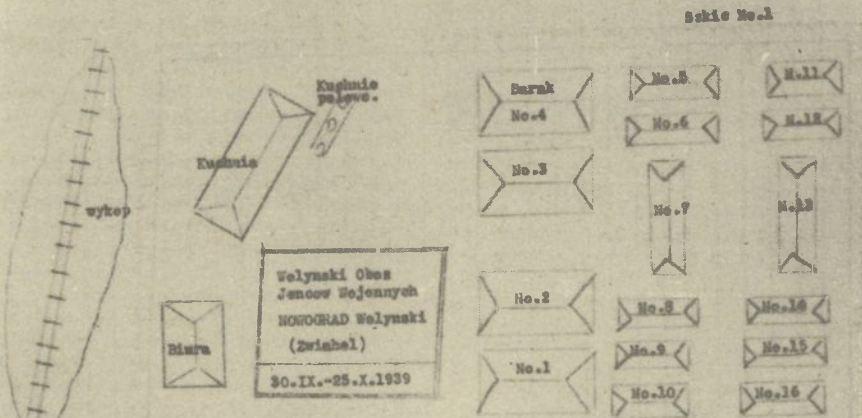 Szkic No.1
Kuchnie
polowe.
Kuchnia
wykop
Barak
No.4
No.3
No.2
No.1
No.5
No.6
No.7
No.8
No.9
No.10
N.11
N.12
N.13
No.14
No.15
No.16
Biura
Wolynski Oboz
Jencow Wojennych
NOWOGRAD Wolynski
(Zwiahel)
30.IX.-25.X.1939